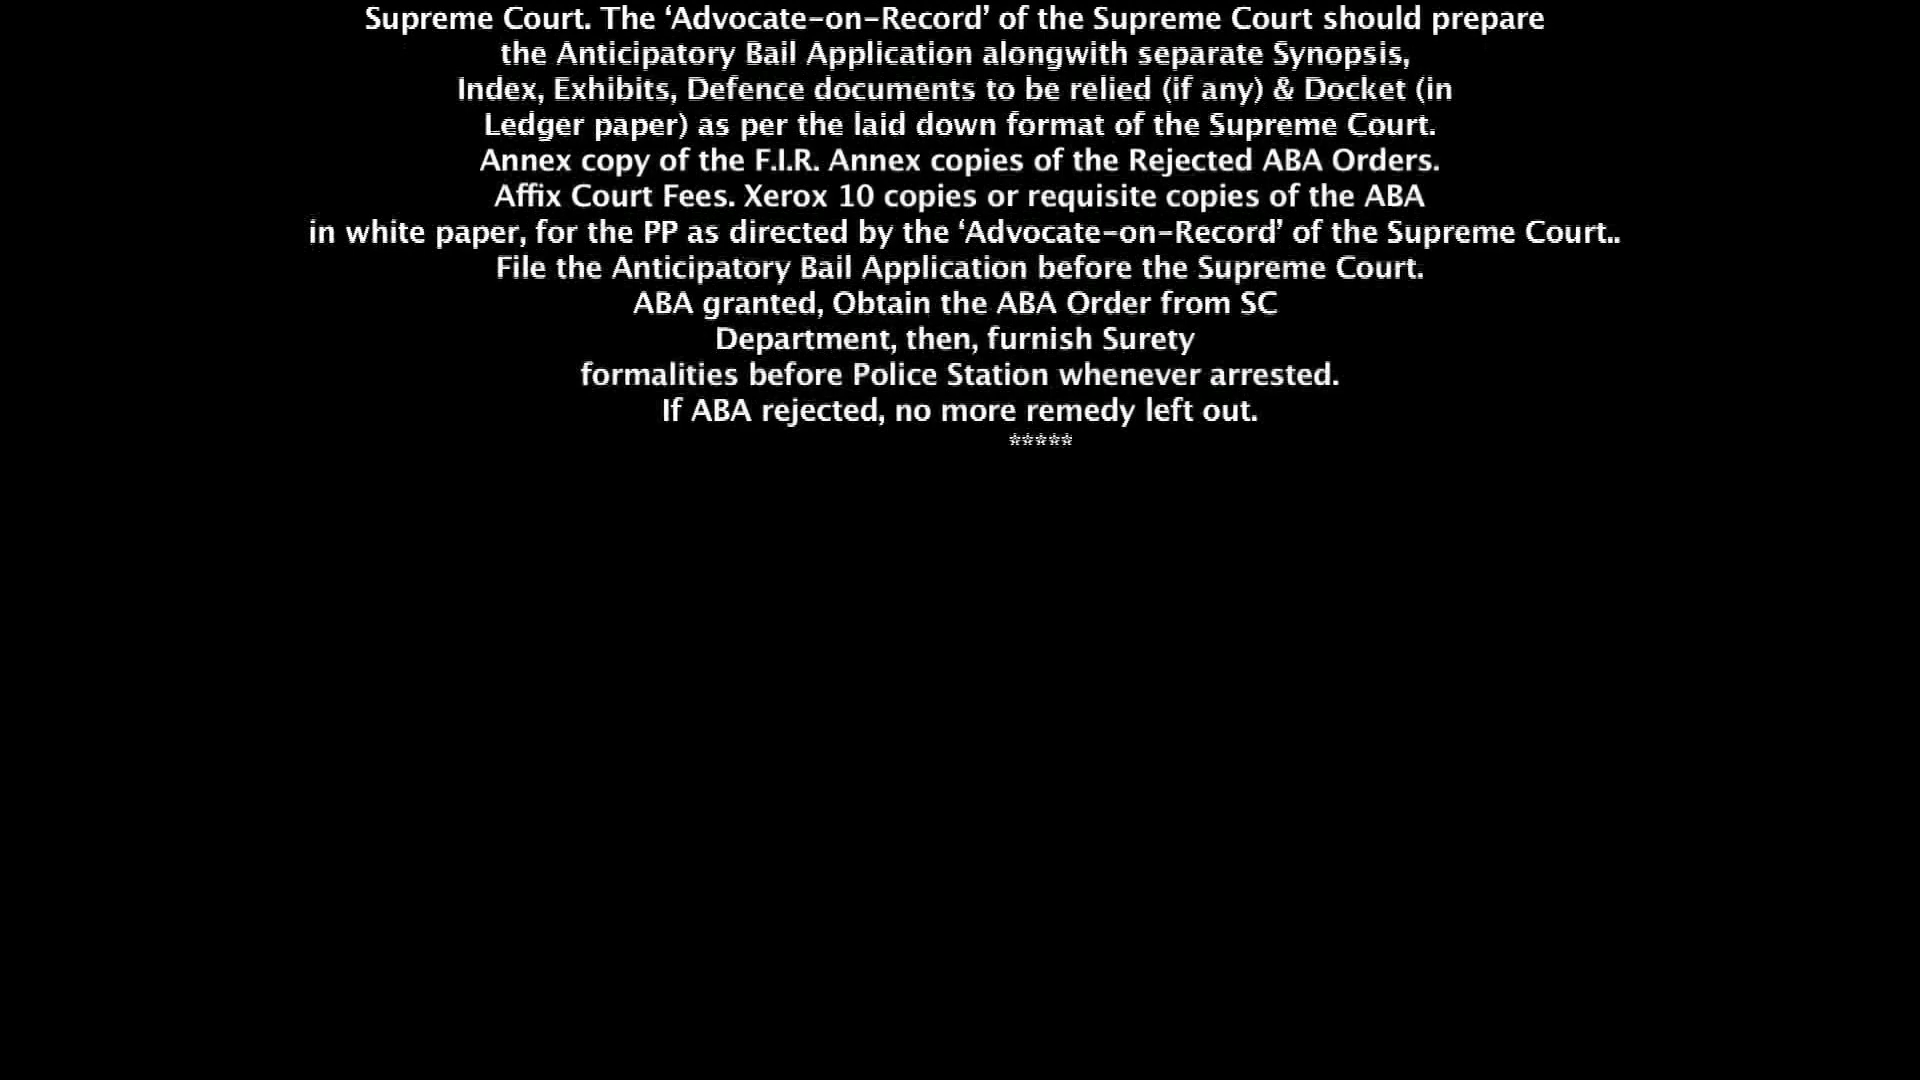 Supreme Court. The ‘Advocate-on-Record’ of the Supreme Court should prepare
the Anticipatory Bail Application alongwith separate Synopsis,
Index, Exhibits, Defence documents to be relied (if any) & Docket (in
Ledger paper) as per the laid down format of the Supreme Court.
Annex copy of the F.I.R. Annex copies of the Rejected ABA Orders.
Affix Court Fees. Xerox 10 copies or requisite copies of the ABA
in white paper, for the PP as directed by the ‘Advocate-on-Record’ of the Supreme Court..
File the Anticipatory Bail Application before the Supreme Court.
ABA granted, Obtain the ABA Order from SC
Department, then, furnish Surety
formalities before Police Station whenever arrested.
If ABA rejected, no more remedy left out.
*****